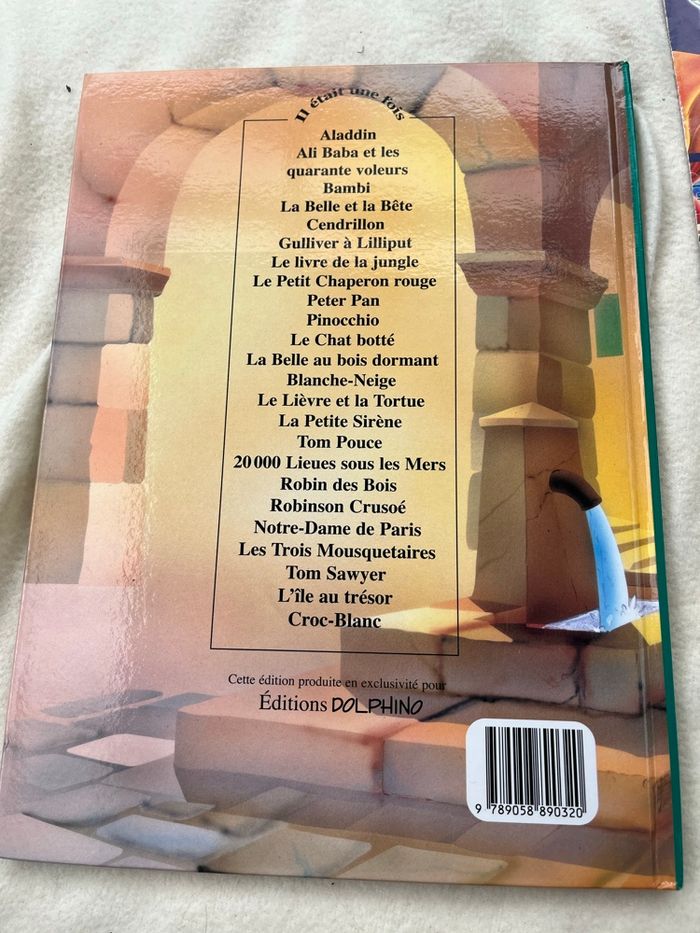 Il était une fois
Aladdin
Ali Baba et les
quarante voleurs
Bambi
La Belle et la Bête
Cendrillon
Gulliver à Lilliput
Le livre de la jungle
Le Petit Chaperon rouge
Peter Pan
Pinocchio
Le Chat botté
La Belle au bois dormant
Blanche-Neige
Le Lièvre et la Tortue
La Petite Sirène
Tom Pouce
20 000 Lieues sous les Mers
Robin des Bois
Robinson Crusoé
Notre-Dame de Paris
Les Trois Mousquetaires
Tom Sawyer
L'île au trésor
Croc-Blanc
Cette édition produite en exclusivité pour
Éditions DOLPHINO
9 789058 890320